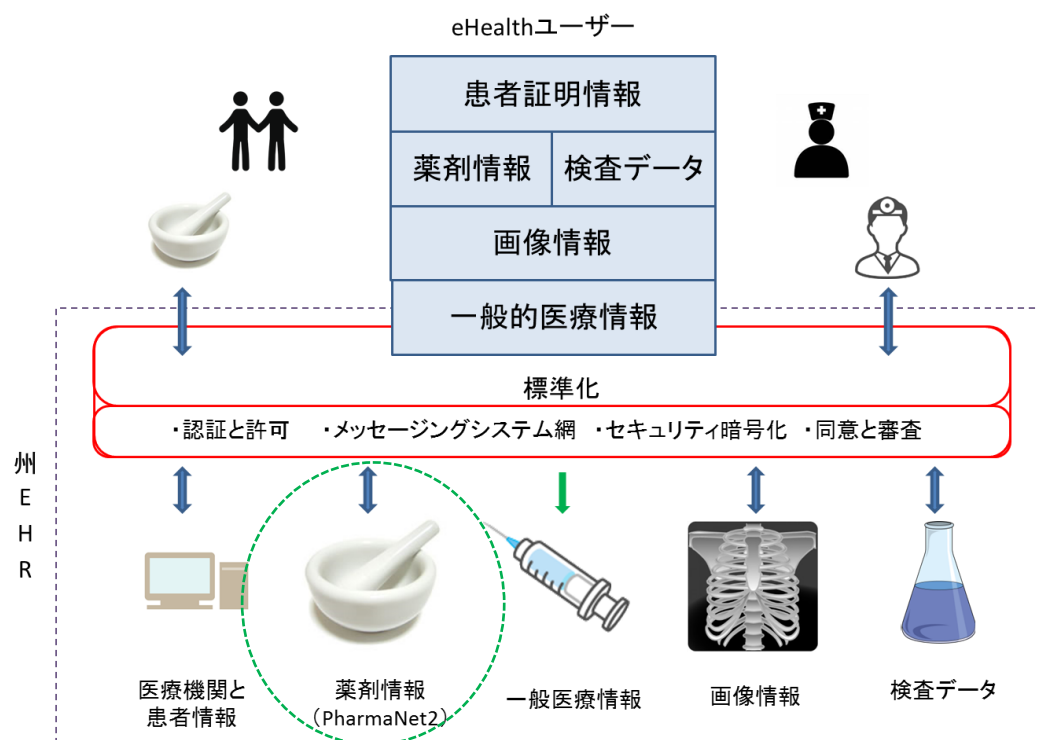 eHealthユーザー
患者証明情報
薬剤情報
検査データ
画像情報
一般的医療情報
標準化
・認証と許可
・メッセージングシステム網
・セキュリティ暗号化
・同意と審査
州
E
H
R
医療機関と
患者情報
薬剤情報
（PharmaNet2）
一般医療情報
画像情報
検査データ